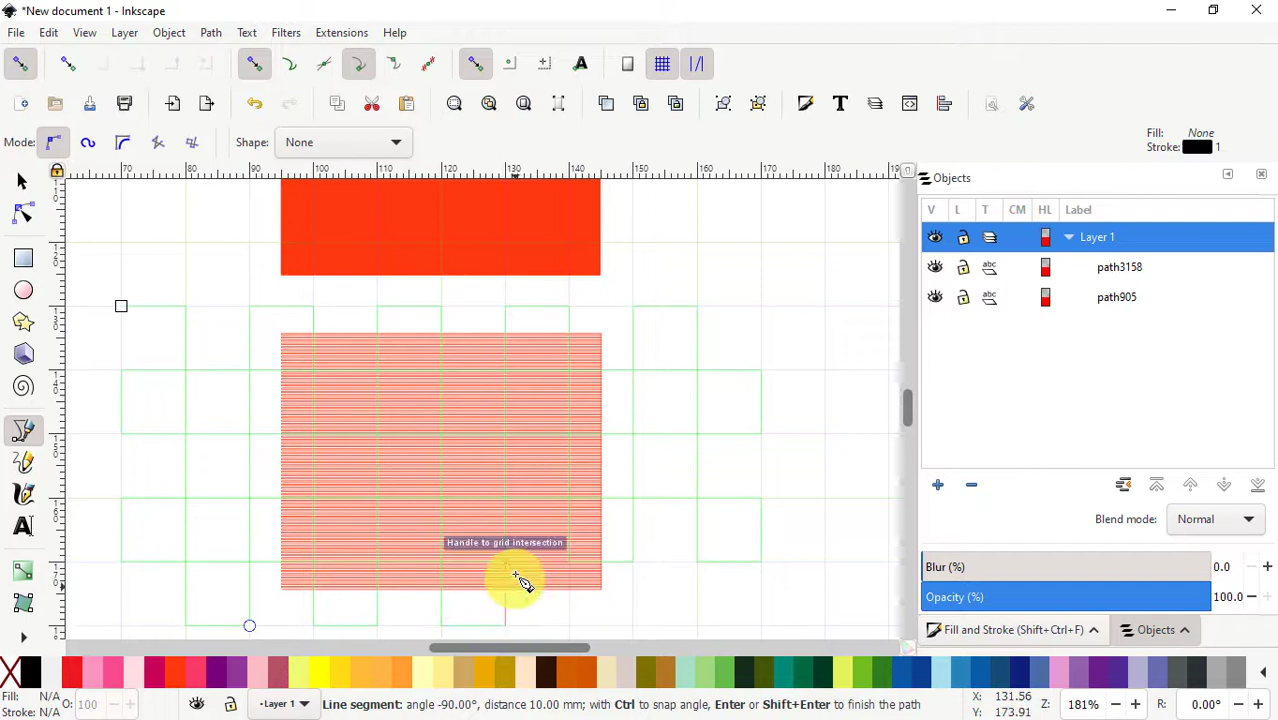 *New document 1 - Inkscape
File Edit View Layer Object Path Text Filters Extensions Help
Mode: Shape: None
Fill: None
Stroke: 1
70 80 90 100 110 120 130 140 150 160 170 180
Objects
V L T CM HL Label
Layer 1
abc path3158
abc path905
Handle to grid intersection
Blend mode: Normal
Blur (%) 0.0
Opacity (%) 100.0
Fill and Stroke (Shift+Ctrl+F) Objects
Fill: N/A
Stroke: N/A
O: 100
-Layer 1
Line segment: angle -90.00°, distance 10.00 mm; with Ctrl to snap angle, Enter or Shift+Enter to finish the path
X: 131.56
Y: 173.91
Z: 181%
R: 0.00°